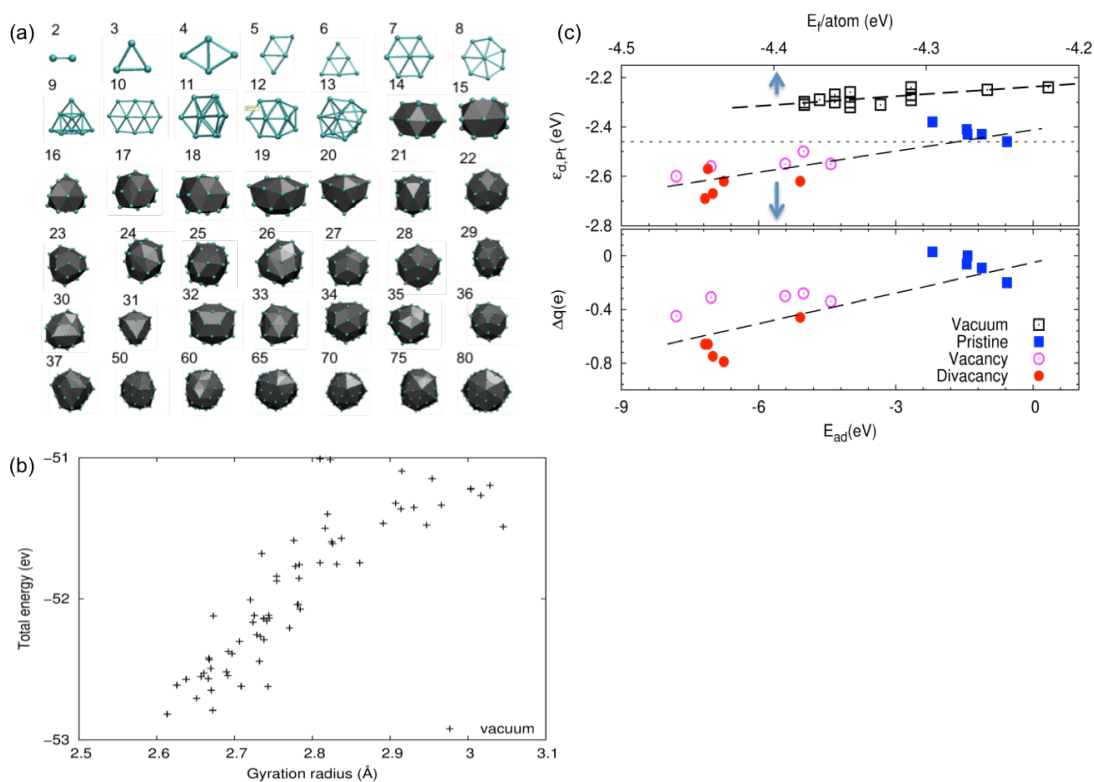 (a)
2 3 4 5 6 7 8
9 10 11 12 13 14 15
16 17 18 19 20 21 22
23 24 25 26 27 28 29
30 31 32 33 34 35 36
37 50 60 65 70 75 80
(b)
Total energy (ev)
−51
−52
−53
2.5 2.6 2.7 2.8 2.9 3 3.1
Gyration radius (Å)
vacuum
(c)
E_f/atom (eV)
-4.5 -4.4 -4.3 -4.2
ε_d,Pt (eV)
-2.2
-2.4
-2.6
-2.8
Δq(e)
0
-0.4
-0.8
Vacuum
Pristine
Vacancy
Divacancy
-9 -6 -3 0
E_ad(eV)